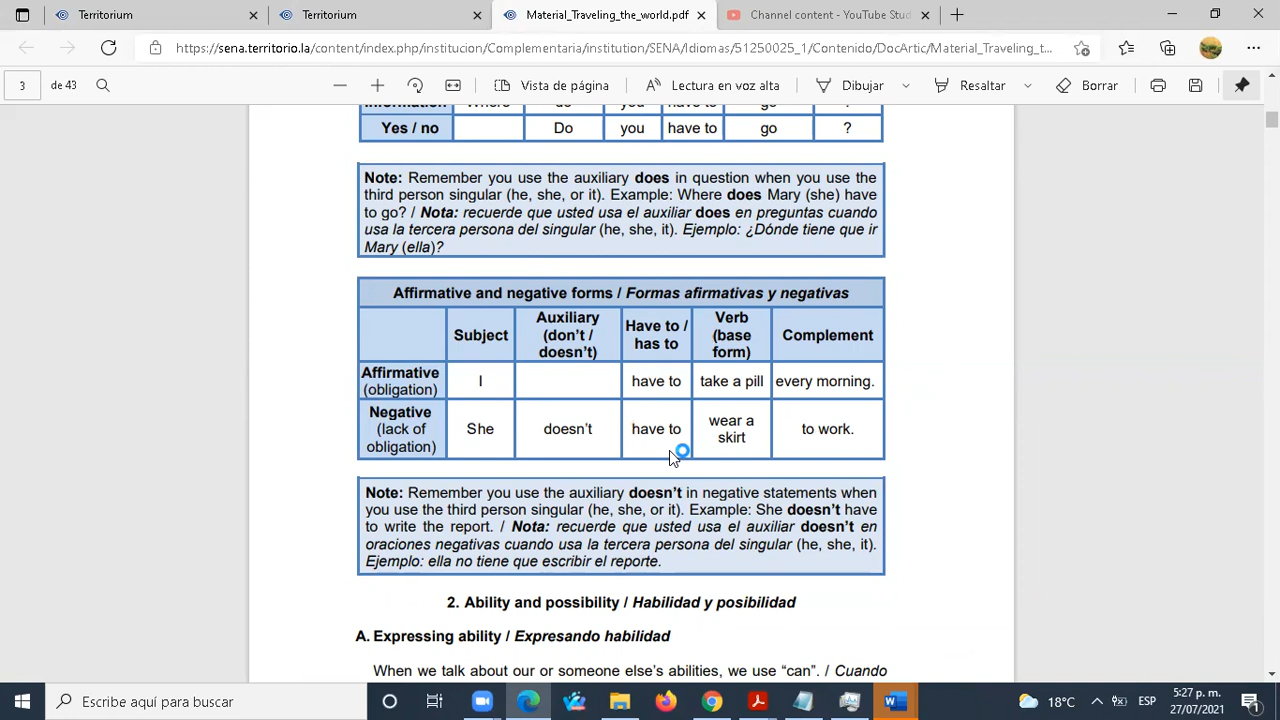 Territorium
Territorium
Material_Traveling_the_world.pdf
Channel content - YouTube Stud
https://sena.territorio.la/content/index.php/institucion/Complementaria/institution/SENA/Idiomas/51250025_1/Contenido/DocArtic/Material_Traveling_t...
3 de 43
Vista de página
Lectura en voz alta
Dibujar
Resaltar
Borrar
Information Where do you have to go ?
Yes / no Do you have to go ?
Note: Remember you use the auxiliary does in question when you use the
third person singular (he, she, or it). Example: Where does Mary (she) have
to go? / Nota: recuerde que usted usa el auxiliar does en preguntas cuando
usa la tercera persona del singular (he, she, it). Ejemplo: ¿Dónde tiene que ir
Mary (ella)?
Affirmative and negative forms / Formas afirmativas y negativas
Subject
Auxiliary
(don't /
doesn't)
Have to /
has to
Verb
(base
form)
Complement
Affirmative
(obligation)
I
have to
take a pill
every morning.
Negative
(lack of
obligation)
She
doesn't
have to
wear a
skirt
to work.
Note: Remember you use the auxiliary doesn't in negative statements when
you use the third person singular (he, she, or it). Example: She doesn't have
to write the report. / Nota: recuerde que usted usa el auxiliar doesn't en
oraciones negativas cuando usa la tercera persona del singular (he, she, it).
Ejemplo: ella no tiene que escribir el reporte.
2. Ability and possibility / Habilidad y posibilidad
A. Expressing ability / Expresando habilidad
When we talk about our or someone else's abilities, we use “can”. / Cuando
Escribe aquí para buscar
18°C
ESP
5:27 p. m.
27/07/2021
1